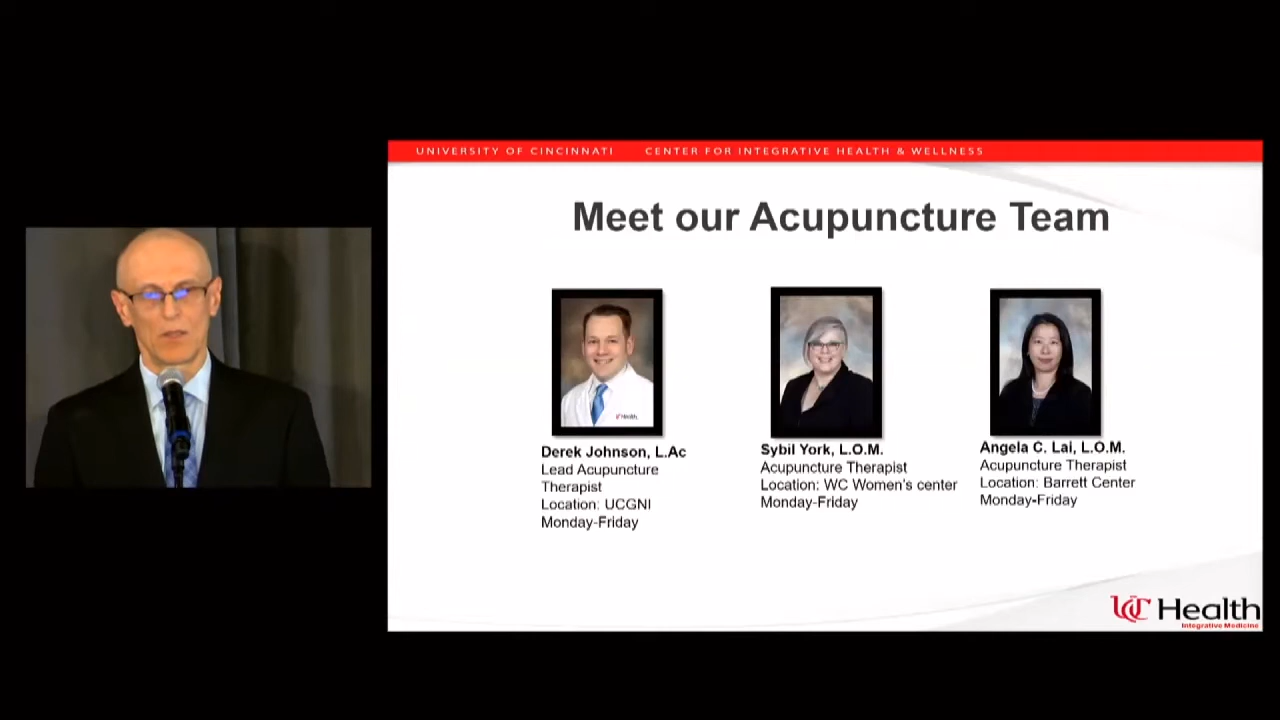 UNIVERSITY OF CINCINNATI CENTER FOR INTEGRATIVE HEALTH & WELLNESS
Meet our Acupuncture Team
Health
Derek Johnson, L.Ac
Lead Acupuncture
Therapist
Location: UCGNI
Monday-Friday
Sybil York, L.O.M.
Acupuncture Therapist
Location: WC Women's center
Monday-Friday
Angela C. Lai, L.O.M.
Acupuncture Therapist
Location: Barrett Center
Monday-Friday
UC Health
Integrative Medicine